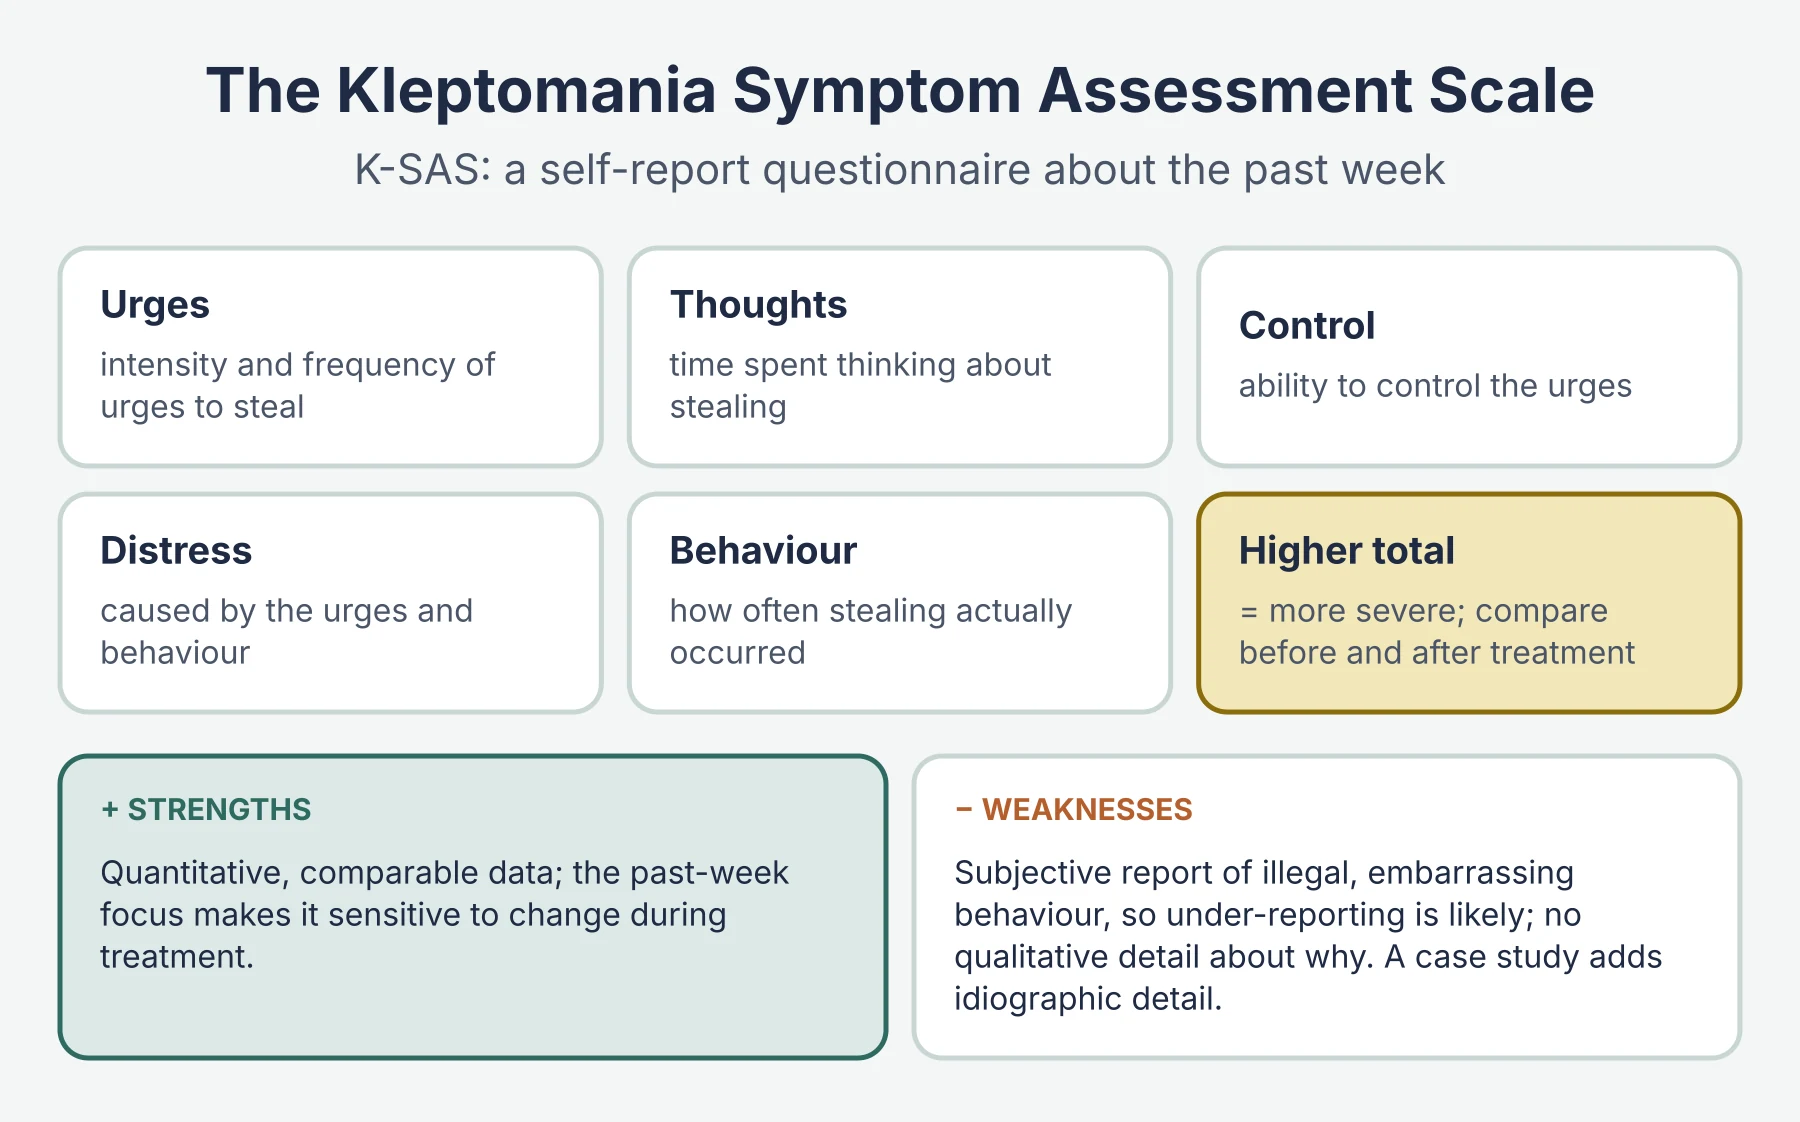 The Kleptomania Symptom Assessment Scale
K-SAS: a self-report questionnaire about the past week
Urges
intensity and frequency of
urges to steal
Thoughts
time spent thinking about
stealing
Control
ability to control the urges
Distress
caused by the urges and
behaviour
Behaviour
how often stealing actually
occurred
Higher total
= more severe; compare
before and after treatment
+ STRENGTHS
Quantitative, comparable data; the past-week
focus makes it sensitive to change during
treatment.
− WEAKNESSES
Subjective report of illegal, embarrassing
behaviour, so under-reporting is likely; no
qualitative detail about why. A case study adds
idiographic detail.